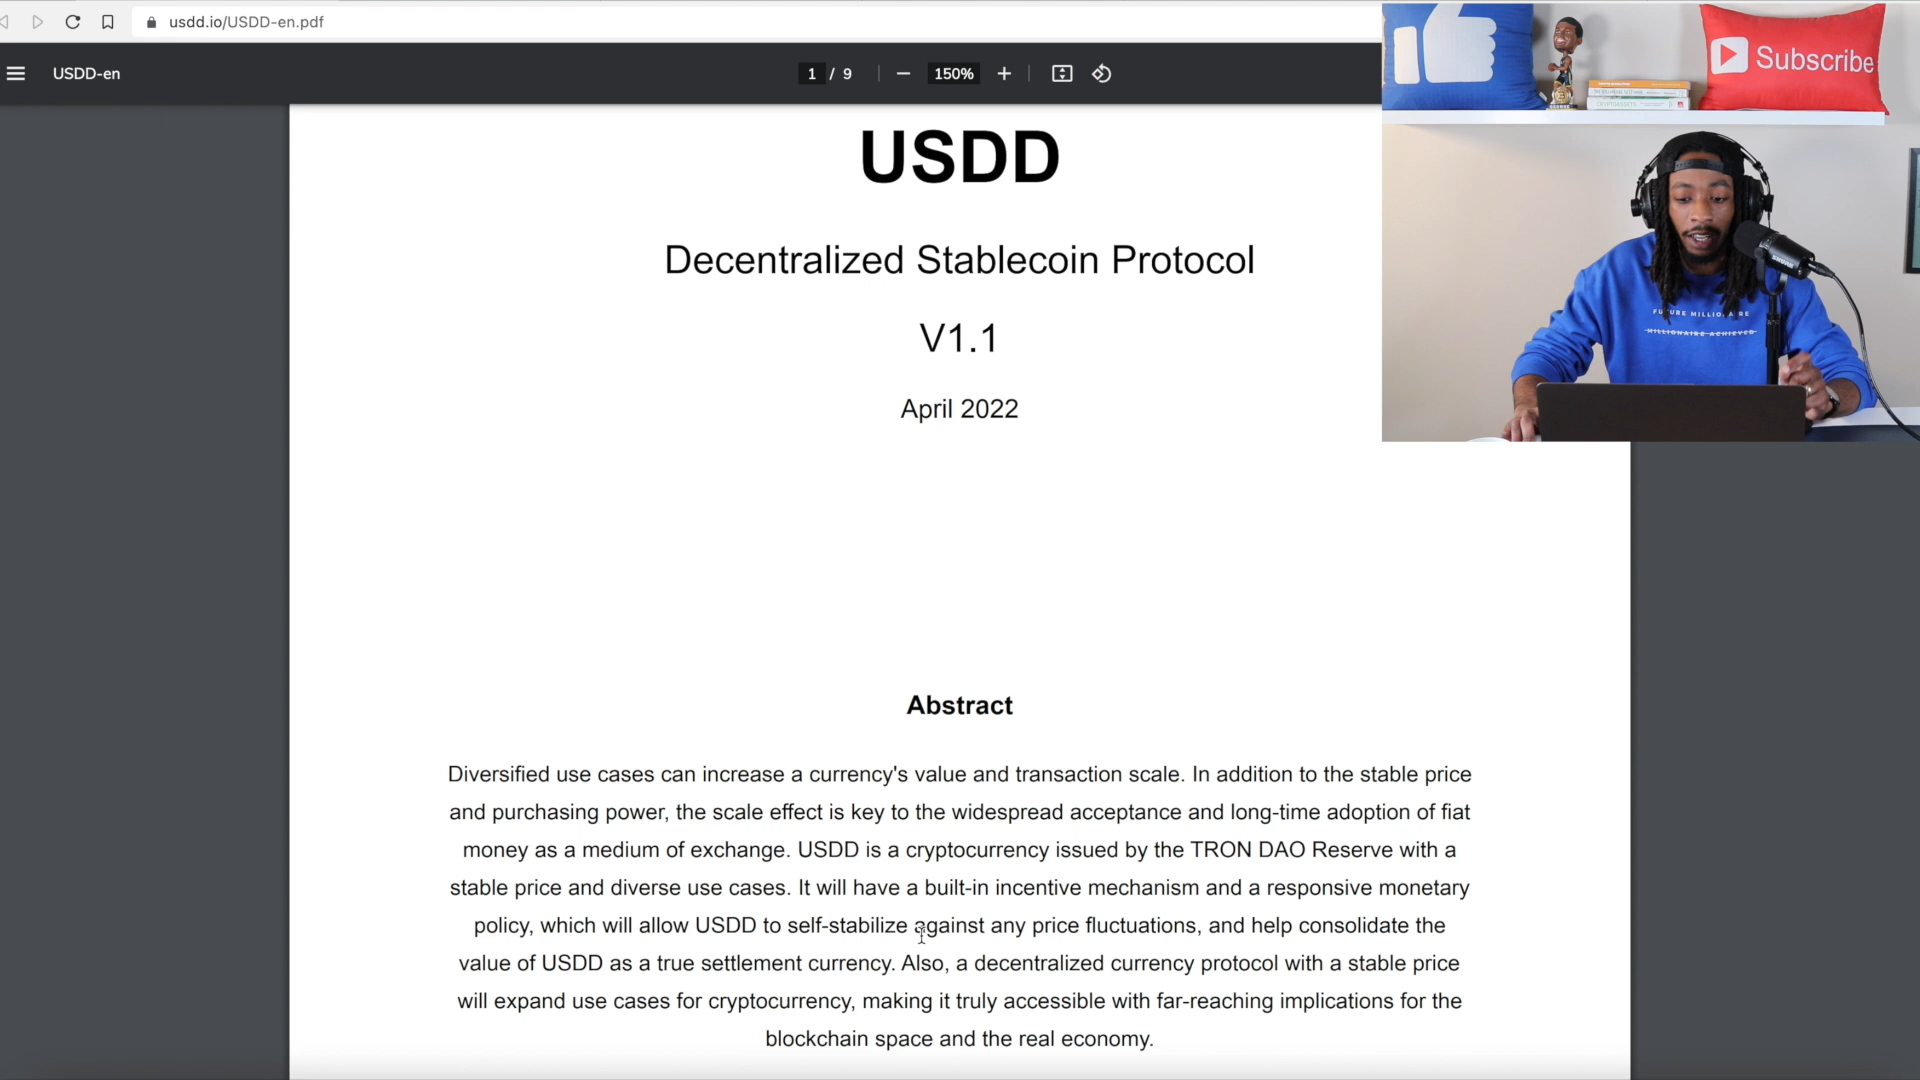 usdd.io/USDD-en.pdf
USDD-en
1 / 9
150%
USDD
Decentralized Stablecoin Protocol
V1.1
April 2022
Abstract
Diversified use cases can increase a currency's value and transaction scale. In addition to the stable price
and purchasing power, the scale effect is key to the widespread acceptance and long-time adoption of fiat
money as a medium of exchange. USDD is a cryptocurrency issued by the TRON DAO Reserve with a
stable price and diverse use cases. It will have a built-in incentive mechanism and a responsive monetary
policy, which will allow USDD to self-stabilize against any price fluctuations, and help consolidate the
value of USDD as a true settlement currency. Also, a decentralized currency protocol with a stable price
will expand use cases for cryptocurrency, making it truly accessible with far-reaching implications for the
blockchain space and the real economy.
Subscribe
CRYPTOASSETS
FUTURE MILLIONAIRE
MILLIONAIRE ACHIEVED